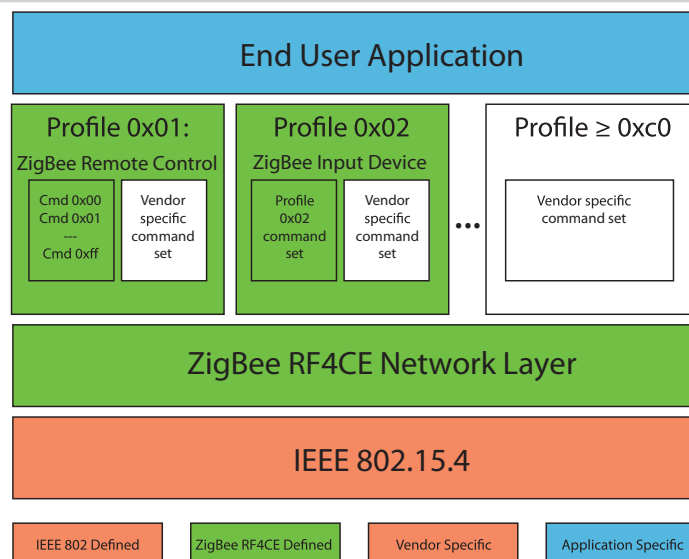 End User Application
Profile 0x01:
ZigBee Remote Control
Cmd 0x00
Cmd 0x01
---
Cmd 0xff
Vendor
specific
command
set
Profile 0x02
ZigBee Input Device
Profile
0x02
command
set
Vendor
specific
command
set
...
Profile ≥ 0xc0
Vendor specific
command set
ZigBee RF4CE Network Layer
IEEE 802.15.4
IEEE 802 Defined
ZigBee RF4CE Defined
Vendor Specific
Application Specific